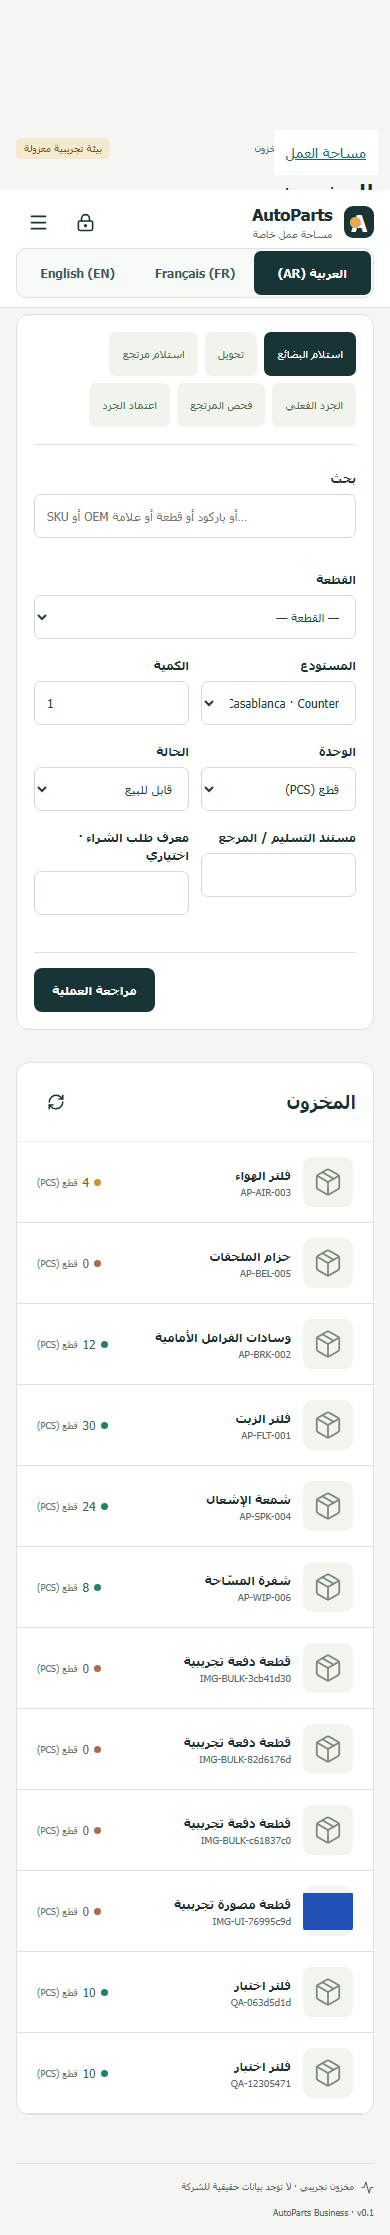 مساحة العمل
خزون
بيئة تجريبية معزولة
AutoParts
مساحة عمل خاصة
العربية (AR)
Français (FR)
English (EN)
استلام البضائع
تحويل
استلام مرتجع
الجرد الفعلي
فحص المرتجع
اعتماد الجرد
بحث
SKU أو OEM أو باركود أو قطعة أو علامة...
القطعة
— القطعة —
المستودع
الكمية
Casablanca · Counter
1
الوحدة
الحالة
قطع (PCS)
قابل للبيع
مستند التسليم / المرجع
معرف طلب الشراء ·
اختياري
مراجعة العملية
المخزون
فلتر الهواء
AP-AIR-003
4 قطع (PCS)
حزام الملحقات
AP-BEL-005
0 قطع (PCS)
وسادات الفرامل الأمامية
AP-BRK-002
12 قطع (PCS)
فلتر الزيت
AP-FLT-001
30 قطع (PCS)
شمعة الإشعال
AP-SPK-004
24 قطع (PCS)
شفرة المسّاحة
AP-WIP-006
8 قطع (PCS)
قطعة دفعة تجريبية
IMG-BULK-3cb41d30
0 قطع (PCS)
قطعة دفعة تجريبية
IMG-BULK-82d6176d
0 قطع (PCS)
قطعة دفعة تجريبية
IMG-BULK-c61837c0
0 قطع (PCS)
قطعة مصورة تجريبية
IMG-UI-76995c9d
0 قطع (PCS)
فلتر اختبار
QA-063d5d1d
10 قطع (PCS)
فلتر اختبار
QA-12305471
10 قطع (PCS)
مخزون تجريبي · لا توجد بيانات حقيقية للشركة
AutoParts Business · v0.1